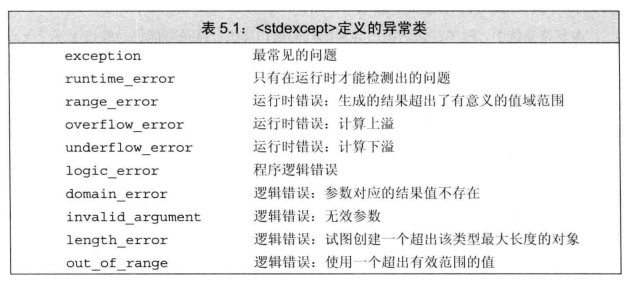 表 5.1：<stdexcept>定义的异常类
exception 最常见的问题
runtime_error 只有在运行时才能检测出的问题
range_error 运行时错误：生成的结果超出了有意义的值域范围
overflow_error 运行时错误：计算上溢
underflow_error 运行时错误：计算下溢
logic_error 程序逻辑错误
domain_error 逻辑错误：参数对应的结果值不存在
invalid_argument 逻辑错误：无效参数
length_error 逻辑错误：试图创建一个超出该类型最大长度的对象
out_of_range 逻辑错误：使用一个超出有效范围的值